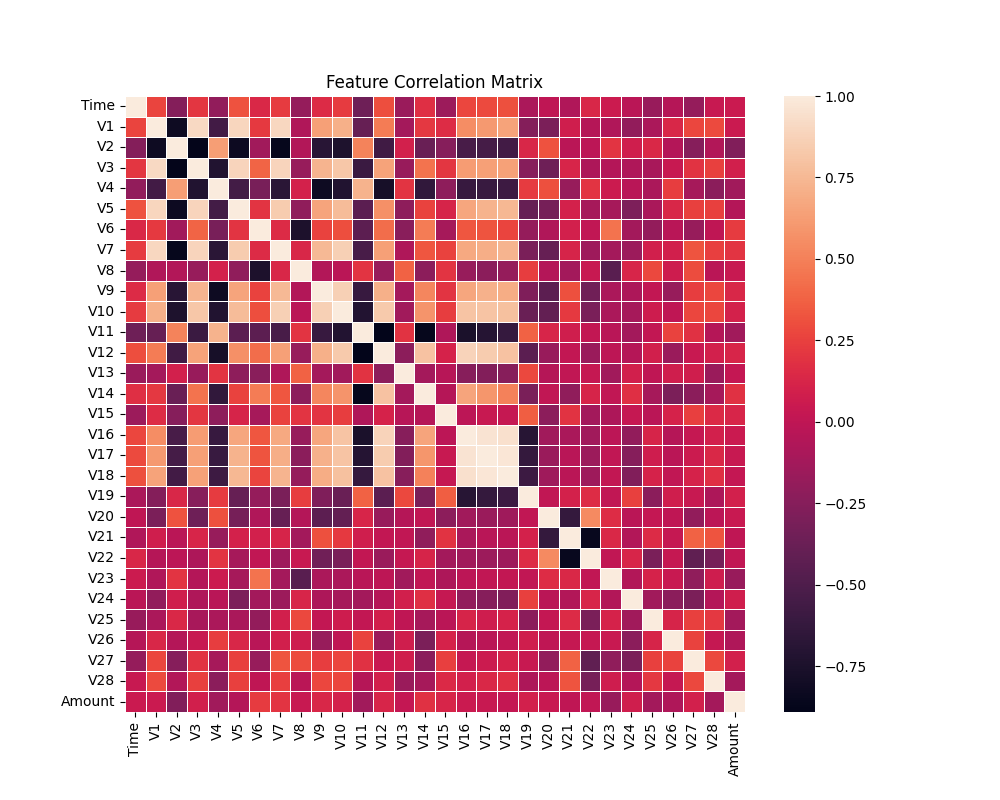 Feature Correlation Matrix
Time
V1
V2
V3
V4
V5
V6
V7
V8
V9
V10
V11
V12
V13
V14
V15
V16
V17
V18
V19
V20
V21
V22
V23
V24
V25
V26
V27
V28
Amount
Time V1 V2 V3 V4 V5 V6 V7 V8 V9 V10 V11 V12 V13 V14 V15 V16 V17 V18 V19 V20 V21 V22 V23 V24 V25 V26 V27 V28 Amount
1.00
0.75
0.50
0.25
0.00
−0.25
−0.50
−0.75